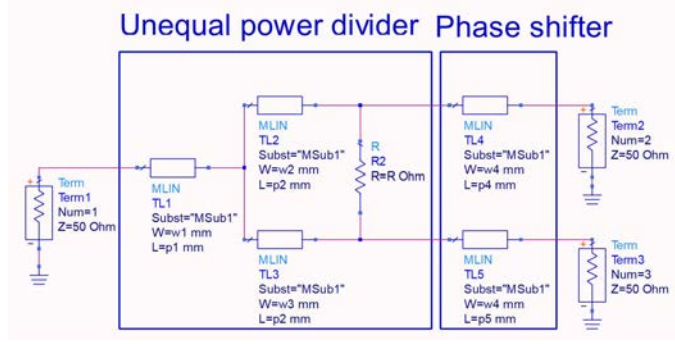 Unequal power divider Phase shifter
Term
Term1
Num=1
Z=50 Ohm
MLIN
TL1
Subst="MSub1"
W=w1 mm
L=p1 mm
MLIN
TL2
Subst="MSub1"
W=w2 mm
L=p2 mm
R
R2
R=R Ohm
MLIN
TL3
Subst="MSub1"
W=w3 mm
L=p2 mm
MLIN
TL4
Subst="MSub1"
W=w4 mm
L=p4 mm
MLIN
TL5
Subst="MSub1"
W=w4 mm
L=p5 mm
Term
Term2
Num=2
Z=50 Ohm
Term
Term3
Num=3
Z=50 Ohm